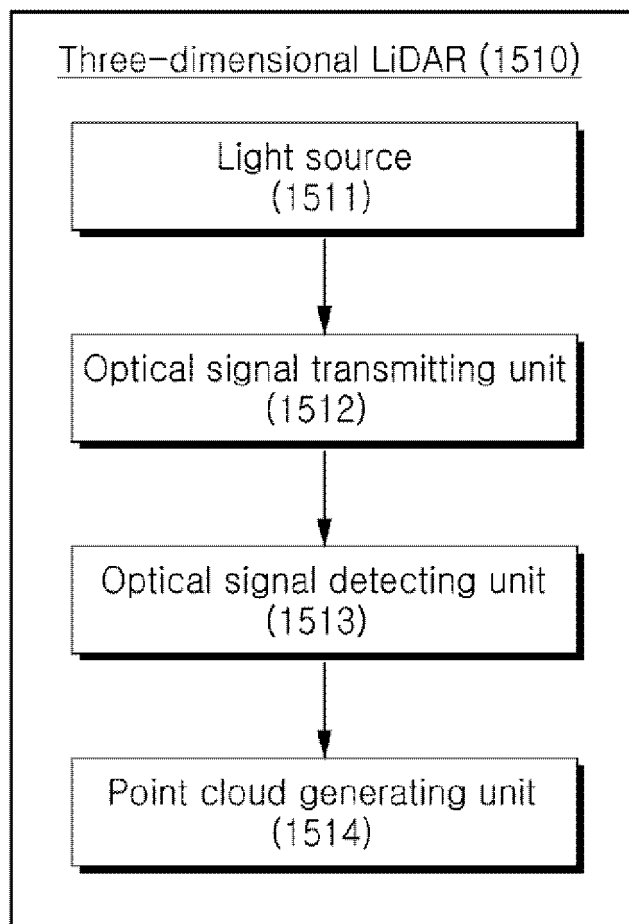 Three-dimensional LiDAR (1510)
Light source
(1511)
Optical signal transmitting unit
(1512)
Optical signal detecting unit
(1513)
Point cloud generating unit
(1514)